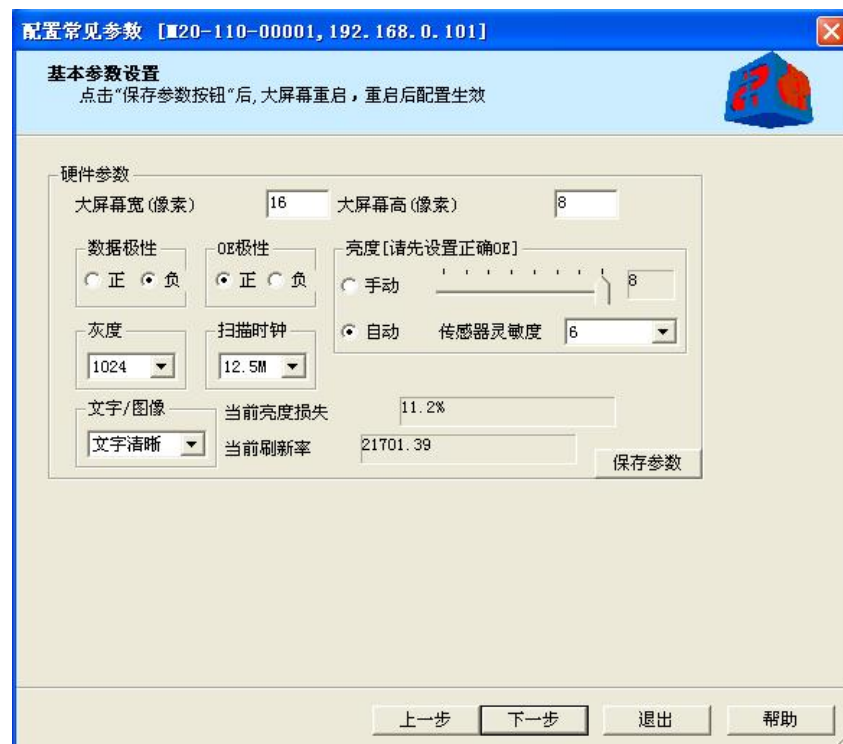 配置常见参数 [M20-110-00001,192.168.0.101]
基本参数设置
点击“保存参数按钮“后,大屏幕重启，重启后配置生效
硬件参数
大屏幕宽(像素) 16 大屏幕高(像素) 8
数据极性 OE极性 亮度[请先设置正确OE]
正 负 正 负 手动 8
灰度 扫描时钟 自动 传感器灵敏度 6
1024 12.5M
文字/图像 当前亮度损失 11.2%
文字清晰 当前刷新率 21701.39
保存参数
上一步 下一步 退出 帮助